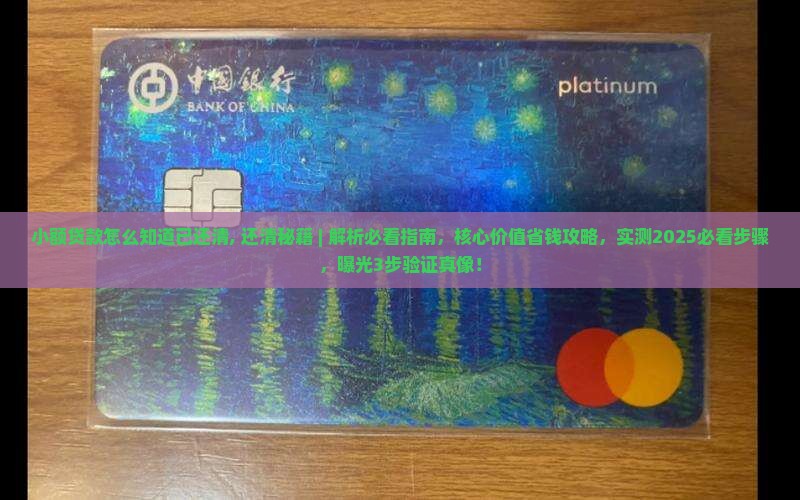 中国银行
BANK OF CHINA
platinum
小额贷款怎么知道已还清, 还清秘籍 | 解析必看指南，核心价值省钱攻略，实测2025必看步骤
，曝光3步验证真像！